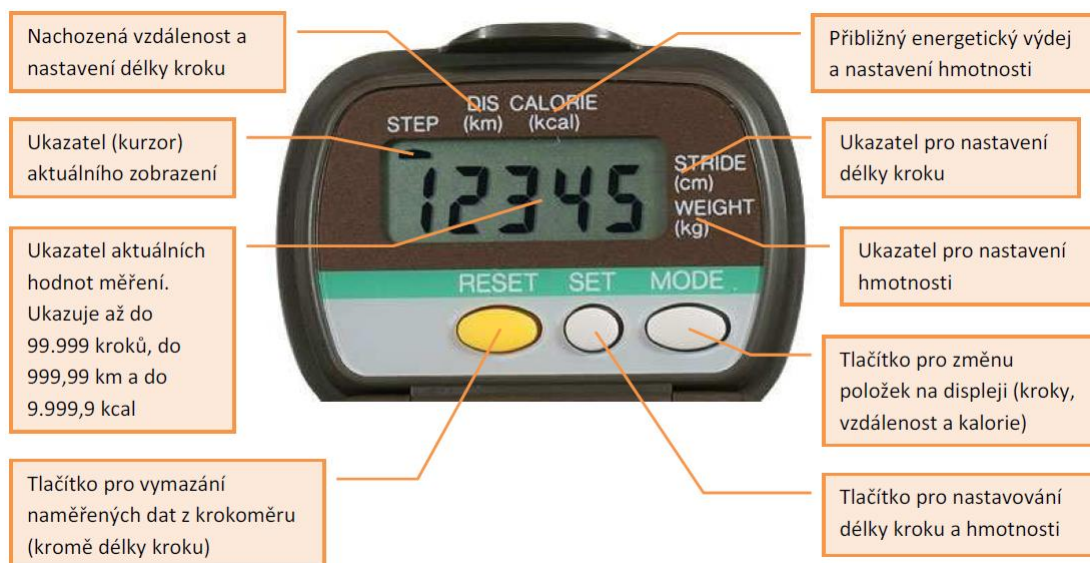 Nachozená vzdálenost a
nastavení délky kroku
Přibližný energetický výdej
a nastavení hmotnosti
Ukazatel (kurzor)
aktuálního zobrazení
Ukazatel pro nastavení
délky kroku
Ukazatel aktuálních
hodnot měření.
Ukazuje až do
99.999 kroků, do
999,99 km a do
9.999,9 kcal
Ukazatel pro nastavení
hmotnosti
Tlačítko pro změnu
položek na displeji (kroky,
vzdálenost a kalorie)
Tlačítko pro vymazání
naměřených dat z krokoměru
(kromě délky kroku)
Tlačítko pro nastavování
délky kroku a hmotnosti
STEP
DIS
(km)
CALORIE
(kcal)
12345
STRIDE
(cm)
WEIGHT
(kg)
RESET SET MODE